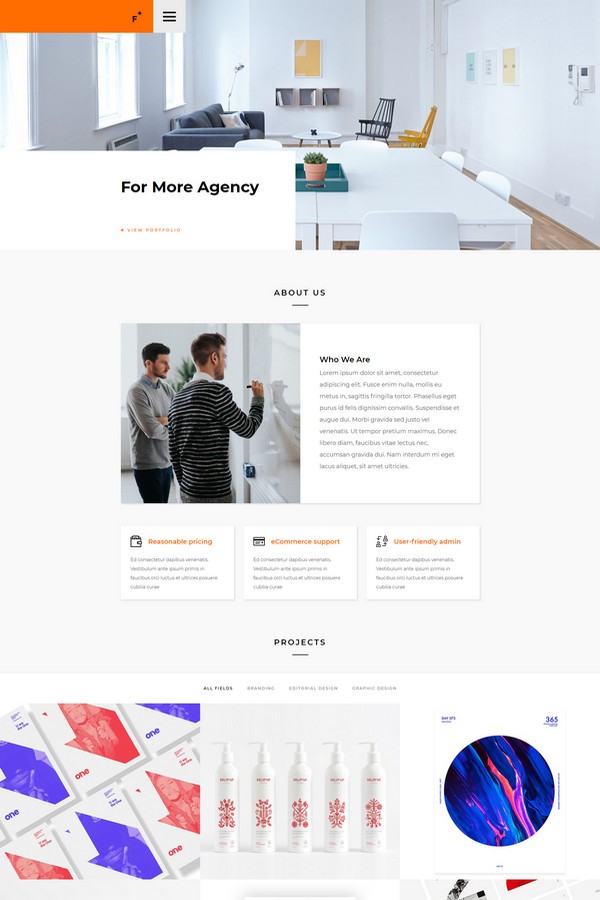 F+
For More Agency
+ VIEW PORTFOLIO
ABOUT US
Who We Are
Lorem ipsum dolor sit amet, consectetur
adipiscing elit. Fusce enim nulla, mollis eu
metus in, sagittis fringilla tortor. Phasellus eget
purus id felis dignissim convallis. Suspendisse et
augue dui. Morbi gravida sed justo vel
venenatis. Ut tempor pretium maximus. Donec
libero diam, faucibus vitae lectus nec,
accumsan gravida dui. Nam interdum mi eget
lacus aliquet, sit amet ultricies.
Reasonable pricing
Ed consectetur dapibus venenatis.
Vestibulum ante ipsum primis in
faucibus orci luctus et ultrices posuere
cubilia curae
eCommerce support
Ed consectetur dapibus venenatis.
Vestibulum ante ipsum primis in
faucibus orci luctus et ultrices posuere
cubilia curae
User-friendly admin
Ed consectetur dapibus venenatis.
Vestibulum ante ipsum primis in
faucibus orci luctus et ultrices posuere
cubilia curae
PROJECTS
ALL FIELDS BRANDING EDITORIAL DESIGN GRAPHIC DESIGN
one
one
one
one
365